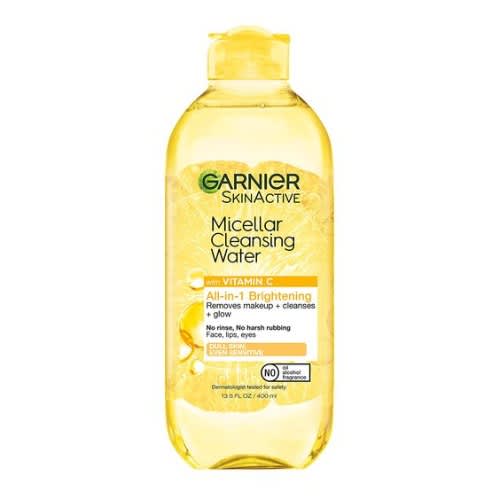 GARNIER
SKINACTIVE
Micellar
Cleansing
Water
with VITAMIN C
All-in-1 Brightening
Removes makeup + cleanses
+ glow
No rinse, No harsh rubbing
Face, lips, eyes
DULL SKIN,
EVEN SENSITIVE
NO oil
alcohol
fragrance
Dermatologist tested for safety
13.5 FL OZ / 400 ml